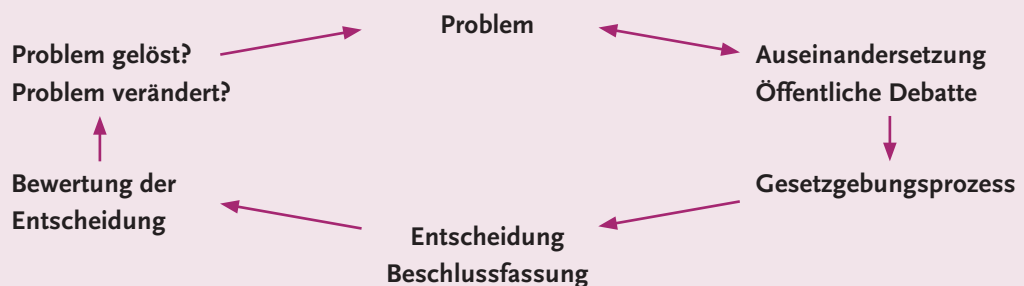 Problem
Auseinandersetzung
Öffentliche Debatte
Gesetzgebungsprozess
Entscheidung
Beschlussfassung
Bewertung der
Entscheidung
Problem gelöst?
Problem verändert?